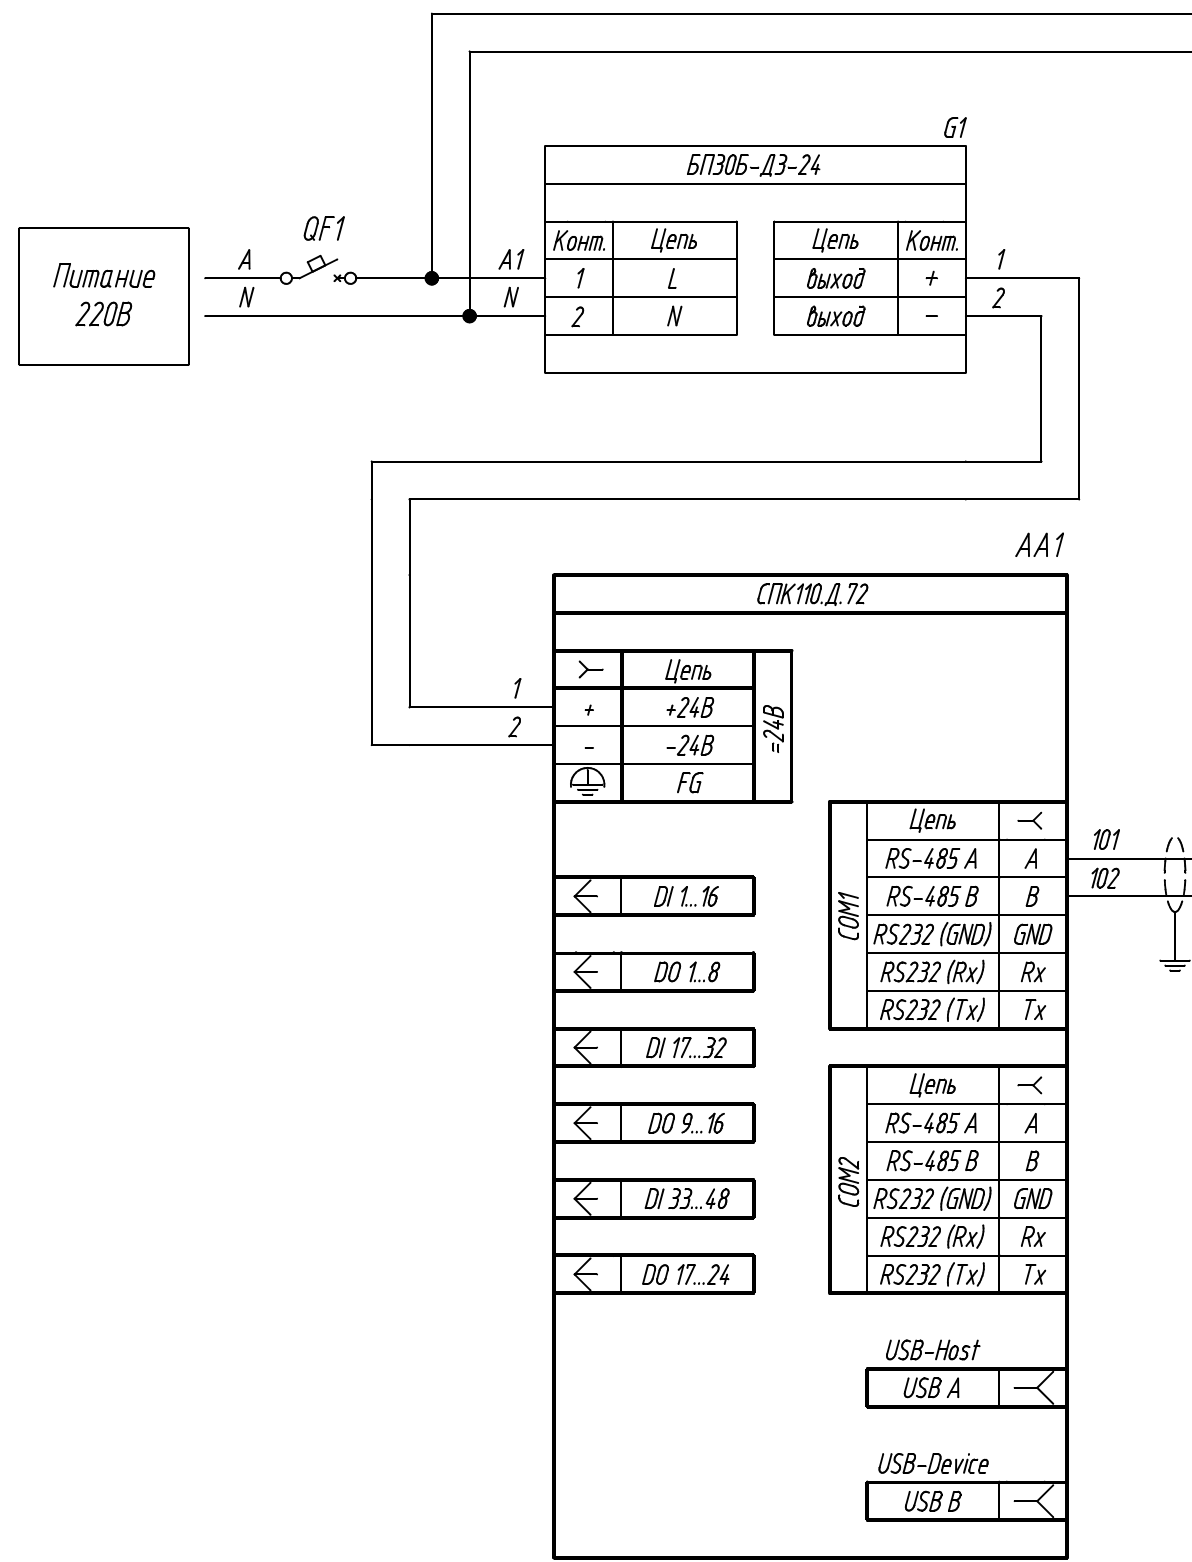 G1
БП30Б-Д3-24
Конт. Цепь Цепь Конт.
1 L выход +
2 N выход -
QF1
Питание
220В
A
N
A1
N
1
2
AA1
СПК110.Д.72
Цепь
+ +24В
- -24В
FG
=24В
1
2
DI 1...16
DO 1...8
DI 17...32
DO 9...16
DI 33...48
DO 17...24
COM1
Цепь
RS-485 A A
RS-485 B B
RS232 (GND) GND
RS232 (Rx) Rx
RS232 (Tx) Tx
101
102
COM2
Цепь
RS-485 A A
RS-485 B B
RS232 (GND) GND
RS232 (Rx) Rx
RS232 (Tx) Tx
USB-Host
USB A
USB-Device
USB B